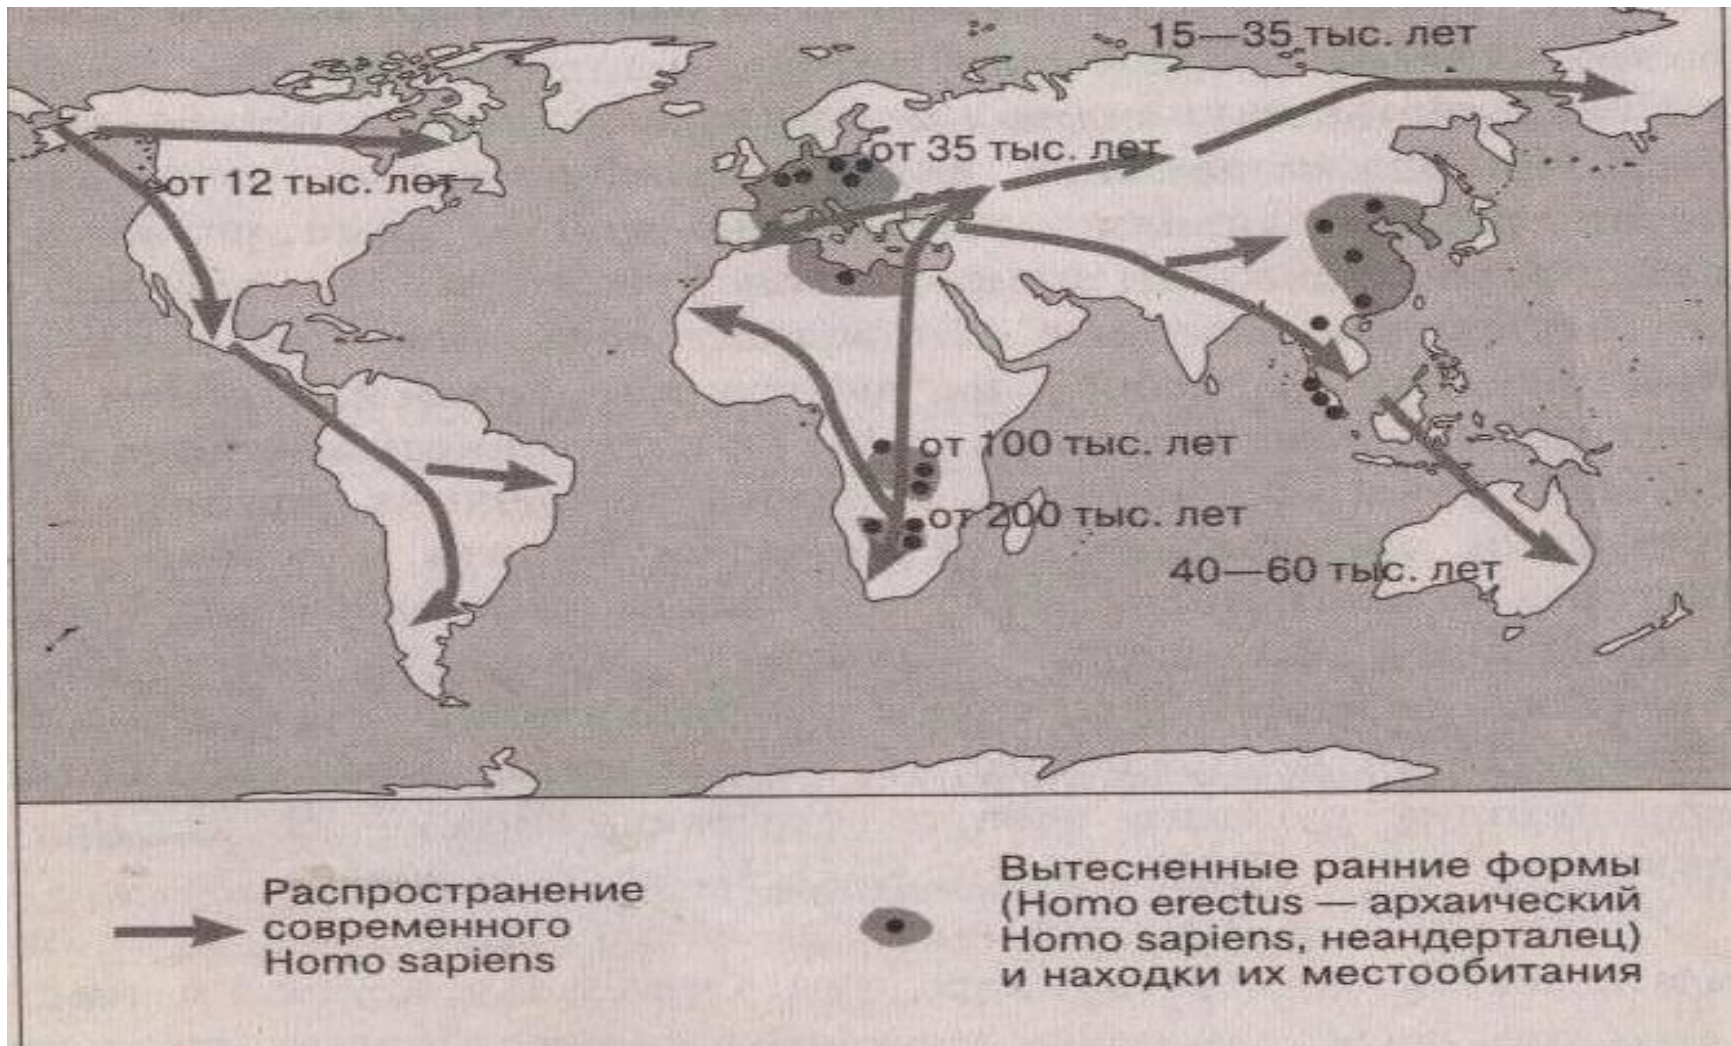 15—35 тыс. лет
от 35 тыс. лет
от 12 тыс. лет
от 100 тыс. лет
от 200 тыс. лет
40—60 тыс. лет
Распространение
современного
Homo sapiens
Вытесненные ранние формы
(Homo erectus — архаический
Homo sapiens, неандерталец)
и находки их местообитания